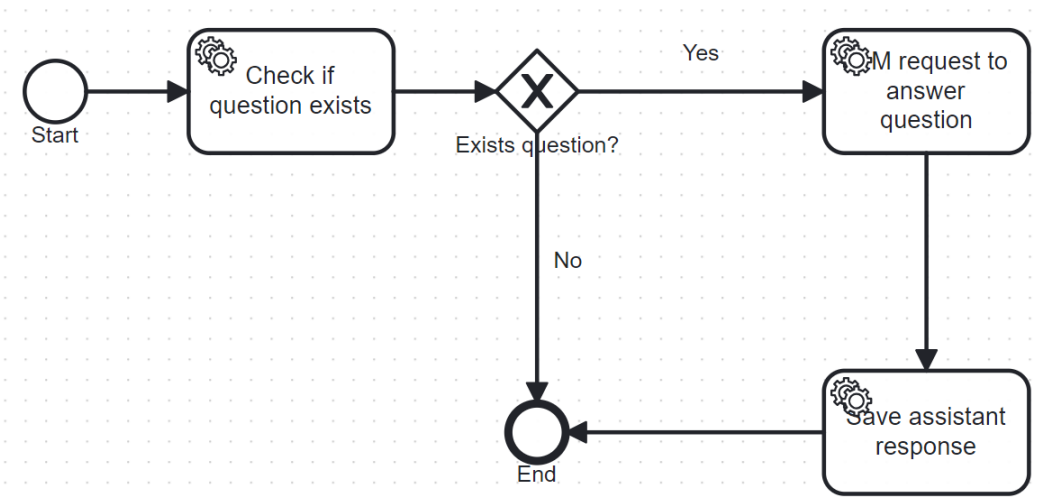 Start
Check if
question exists
X
Exists question?
Yes
No
M request to
answer
question
Save assistant
response
End